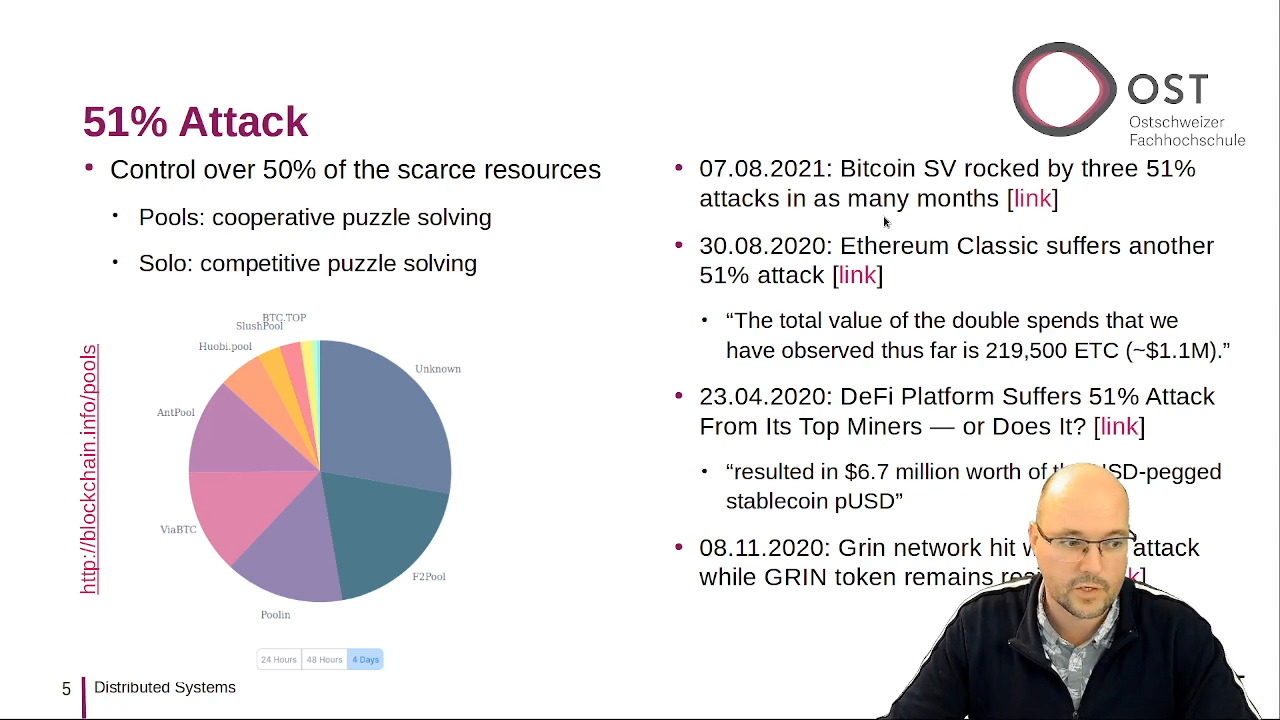 OST
Ostschweizer
Fachhochschule
51% Attack
• Control over 50% of the scarce resources
• Pools: cooperative puzzle solving
• Solo: competitive puzzle solving
http://blockchain.info/pools
BTC.TOP
SlushPool
Huobi.pool
Unknown
AntPool
ViaBTC
F2Pool
Poolin
24 Hours 48 Hours 4 Days
• 07.08.2021: Bitcoin SV rocked by three 51%
attacks in as many months [link]
• 30.08.2020: Ethereum Classic suffers another
51% attack [link]
• “The total value of the double spends that we
have observed thus far is 219,500 ETC (~$1.1M).”
• 23.04.2020: DeFi Platform Suffers 51% Attack
From Its Top Miners — or Does It? [link]
• “resulted in $6.7 million worth of SD-pegged
stablecoin pUSD”
• 08.11.2020: Grin network hit attack
while GRIN token remains
5 Distributed Systems